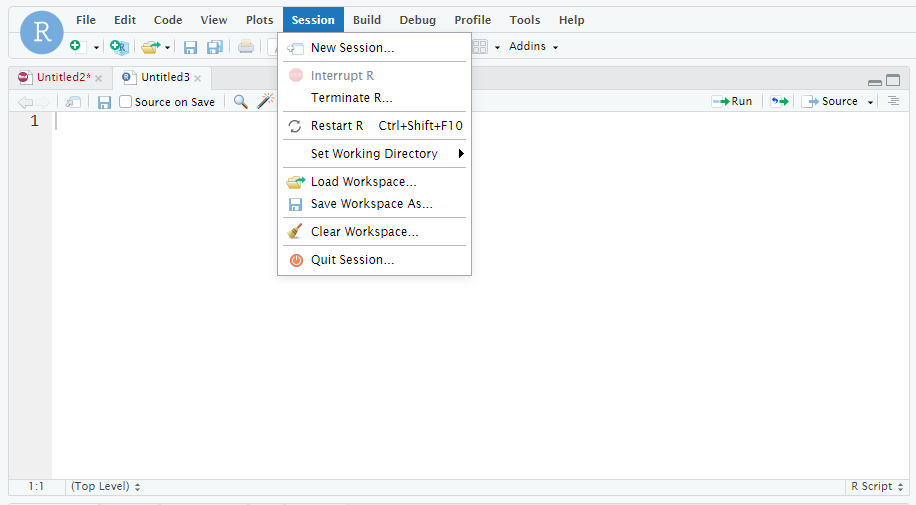 R
File Edit Code View Plots Session Build Debug Profile Tools Help
Addins
New Session...
Interrupt R
Terminate R...
Restart R Ctrl+Shift+F10
Set Working Directory
Load Workspace...
Save Workspace As...
Clear Workspace...
Quit Session...
Untitled2* Untitled3
Source on Save
Run Source
1
1:1 (Top Level) R Script